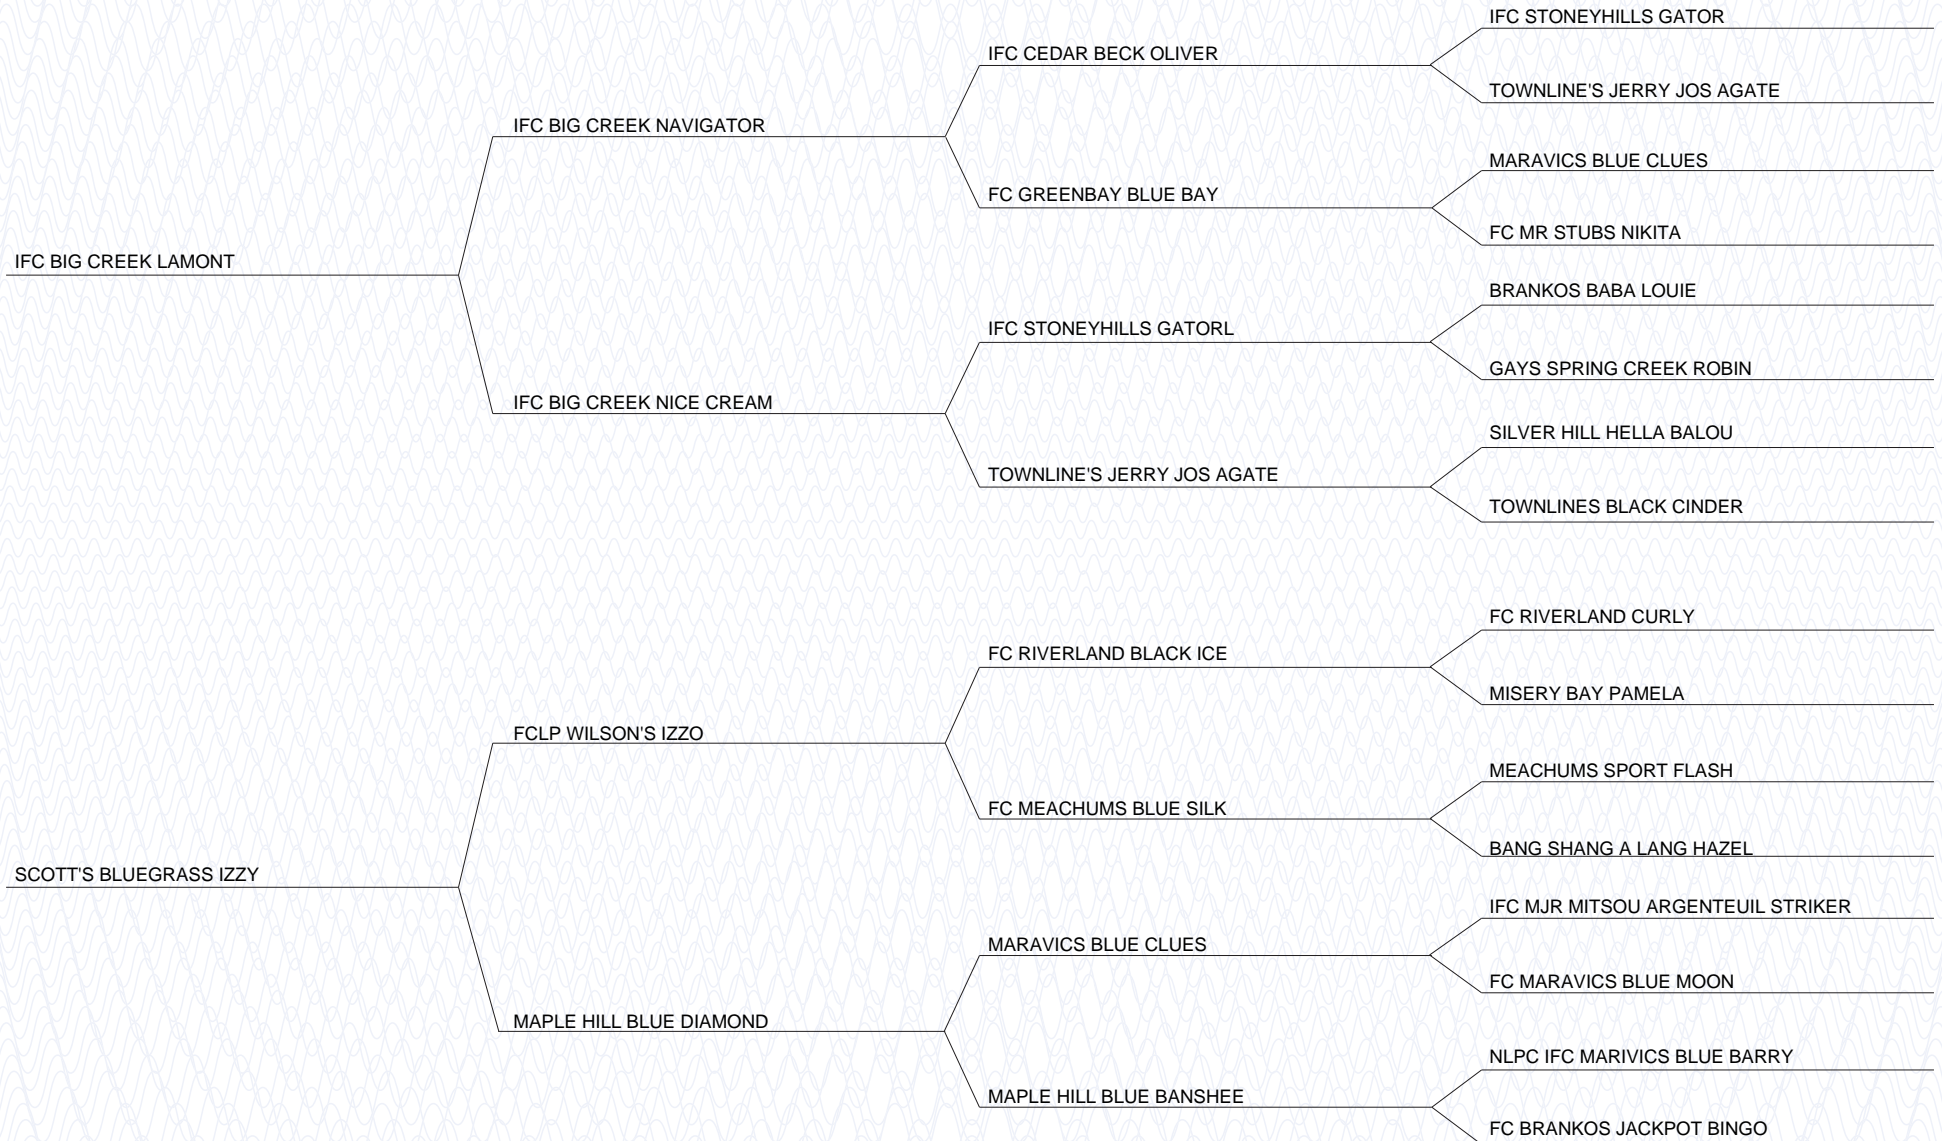 IFC STONEYHILLS GATOR
IFC CEDAR BECK OLIVER
TOWNLINE'S JERRY JOS AGATE
IFC BIG CREEK NAVIGATOR
MARAVICS BLUE CLUES
FC GREENBAY BLUE BAY
FC MR STUBS NIKITA
IFC BIG CREEK LAMONT
BRANKOS BABA LOUIE
IFC STONEYHILLS GATORL
GAYS SPRING CREEK ROBIN
IFC BIG CREEK NICE CREAM
SILVER HILL HELLA BALOU
TOWNLINE'S JERRY JOS AGATE
TOWNLINES BLACK CINDER
FC RIVERLAND CURLY
FC RIVERLAND BLACK ICE
MISERY BAY PAMELA
FCLP WILSON'S IZZO
MEACHUMS SPORT FLASH
FC MEACHUMS BLUE SILK
BANG SHANG A LANG HAZEL
SCOTT'S BLUEGRASS IZZY
IFC MJR MITSOU ARGENTEUIL STRIKER
MARAVICS BLUE CLUES
FC MARAVICS BLUE MOON
MAPLE HILL BLUE DIAMOND
NLPC IFC MARIVICS BLUE BARRY
MAPLE HILL BLUE BANSHEE
FC BRANKOS JACKPOT BINGO